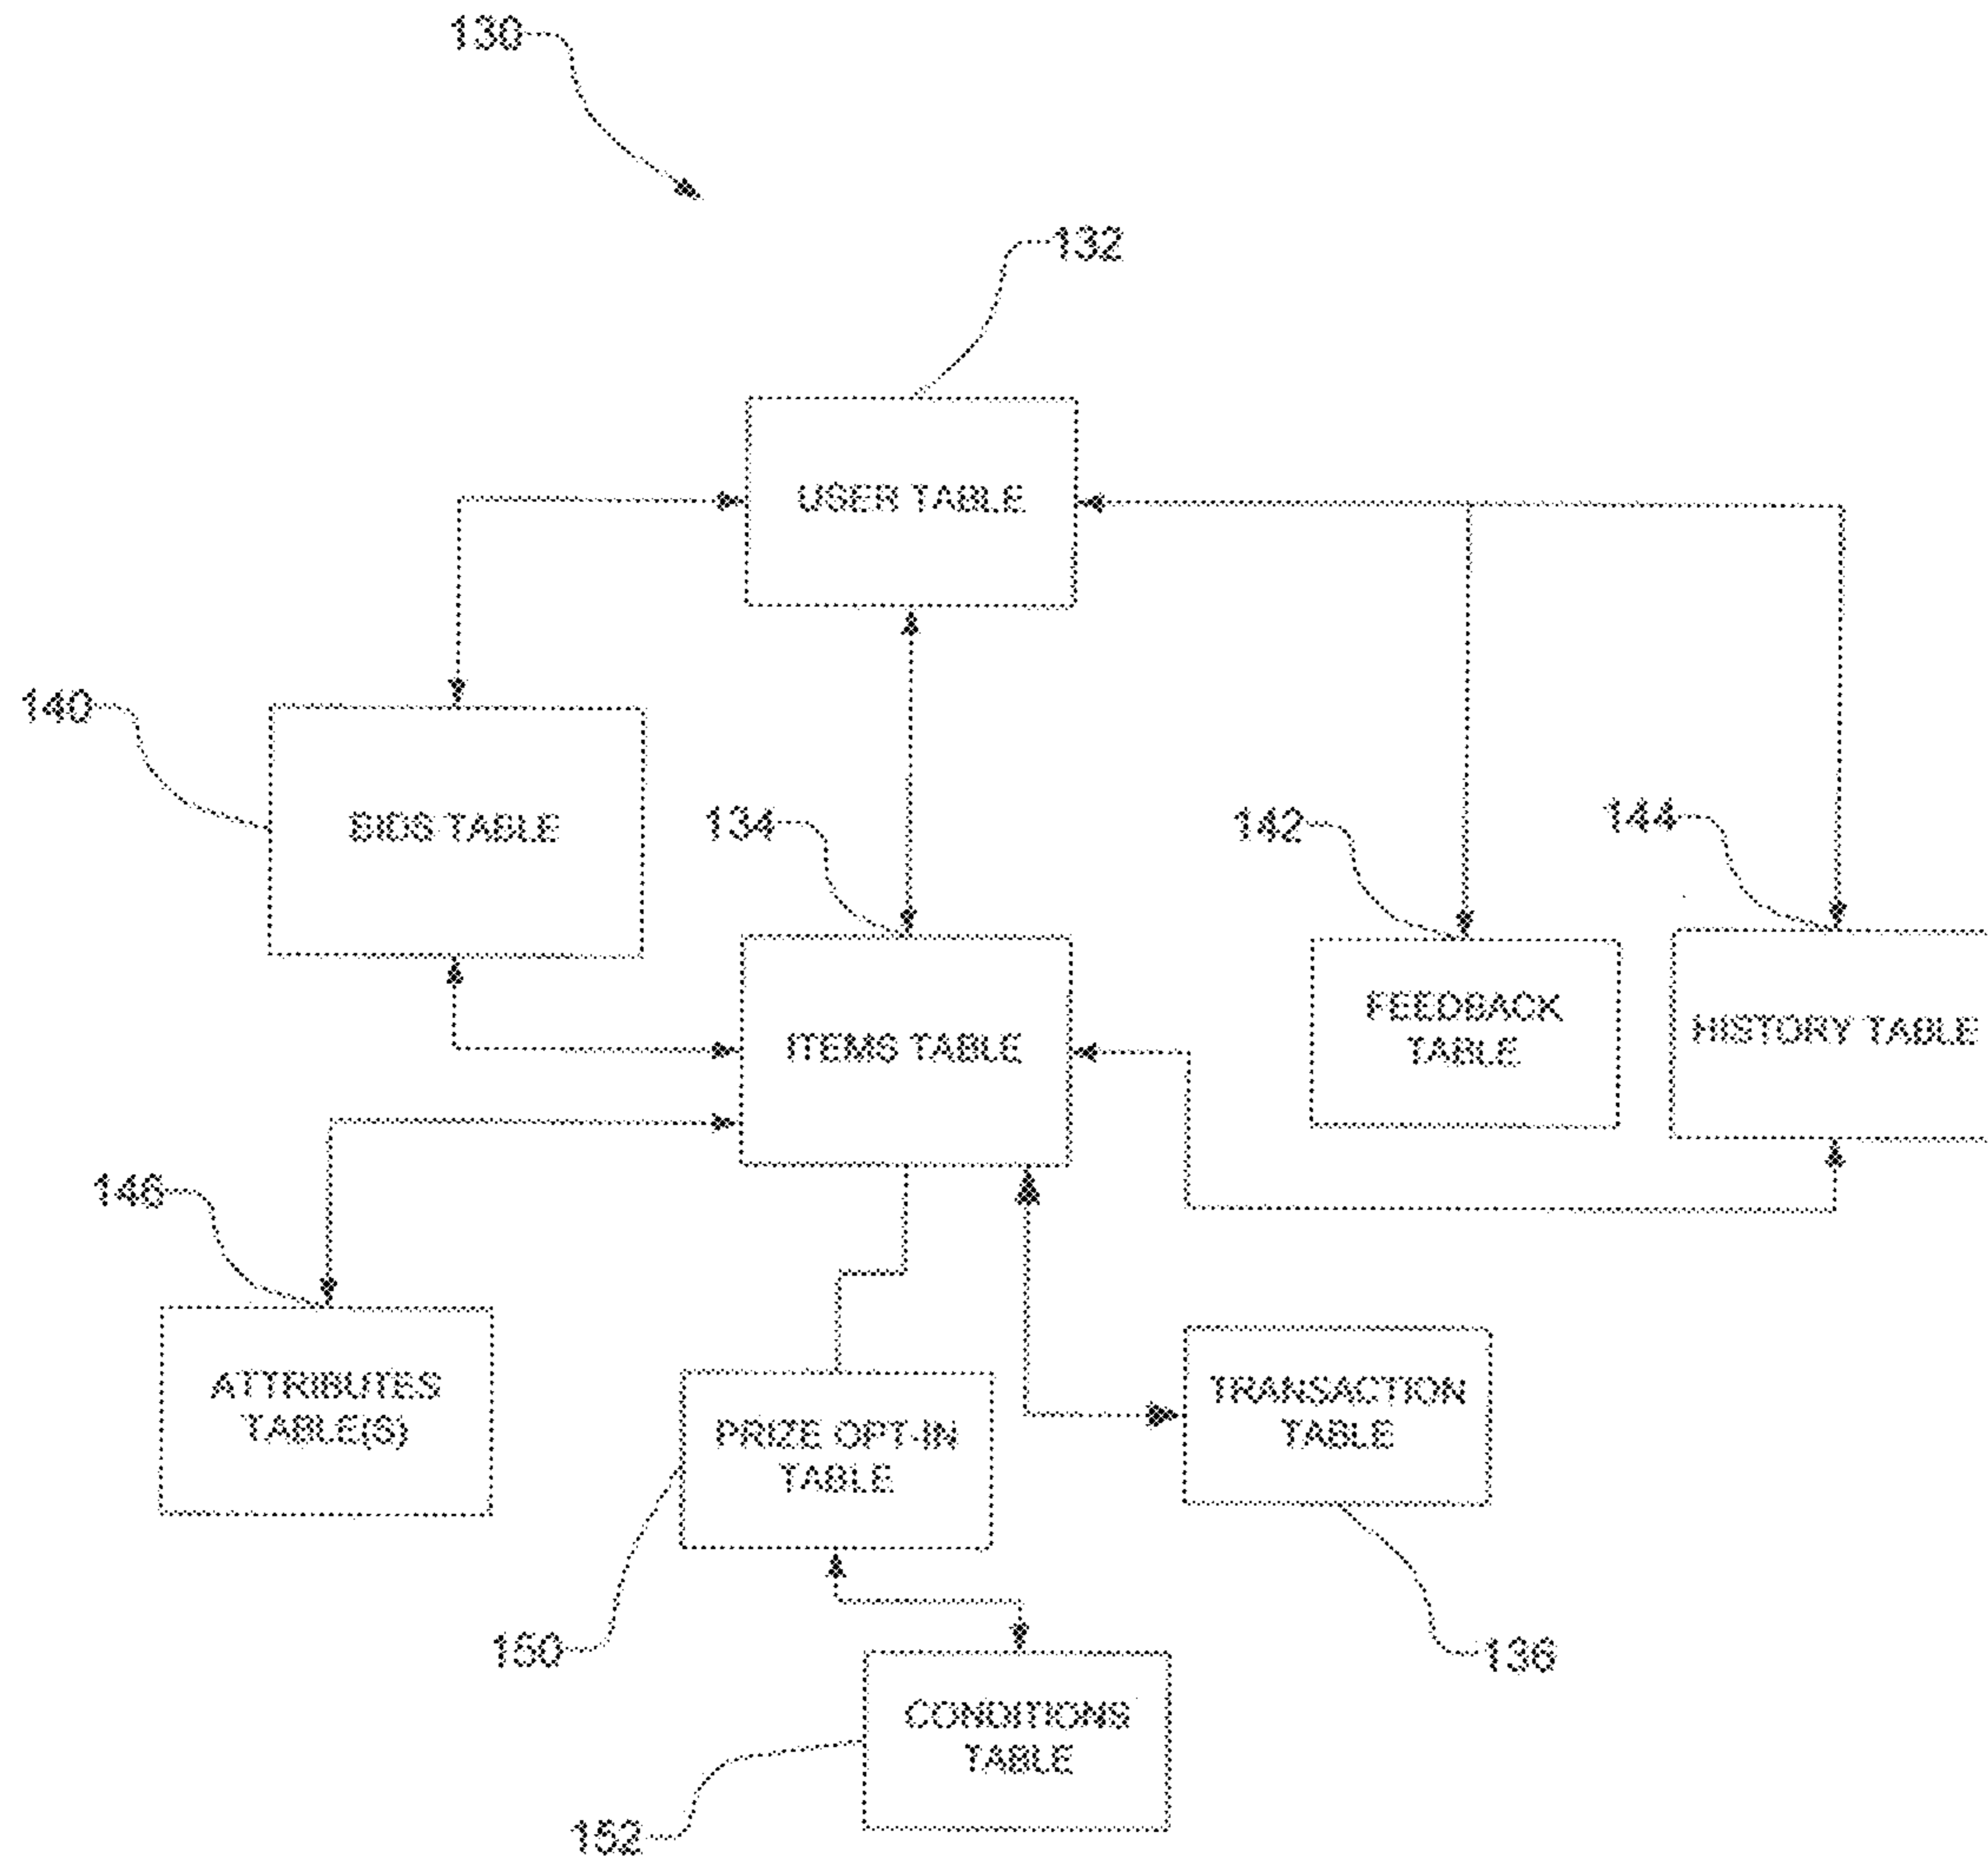 130
132
USER TABLE
140
BIDS TABLE
134
142
144
ITEMS TABLE
FEEDBACK
TABLE
HISTORY TABLE
146
ATTRIBUTES
TABLE(S)
PRIZE OPT-IN
TABLE
TRANSACTION
TABLE
150
136
CONDITIONS
TABLE
152